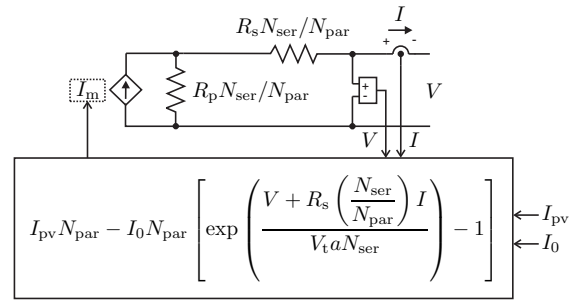 I
R_s N_ser/N_par
+ -
I_m
R_p N_ser/N_par
+
-
V
V I
I_pv N_par − I_0 N_par [exp((V + R_s (N_ser/N_par) I)/(V_t a N_ser)) − 1]
I_pv
I_0